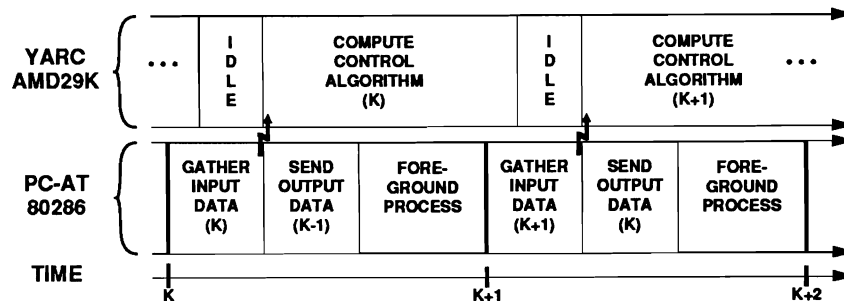 YARC
AMD29K
• • •
I
D
L
E
COMPUTE
CONTROL
ALGORITHM
(K)
I
D
L
E
COMPUTE
CONTROL
ALGORITHM
(K+1)
• • •
PC-AT
80286
GATHER
INPUT
DATA
(K)
SEND
OUTPUT
DATA
(K-1)
FORE-
GROUND
PROCESS
GATHER
INPUT
DATA
(K+1)
SEND
OUTPUT
DATA
(K)
FORE-
GROUND
PROCESS
TIME
K
K+1
K+2